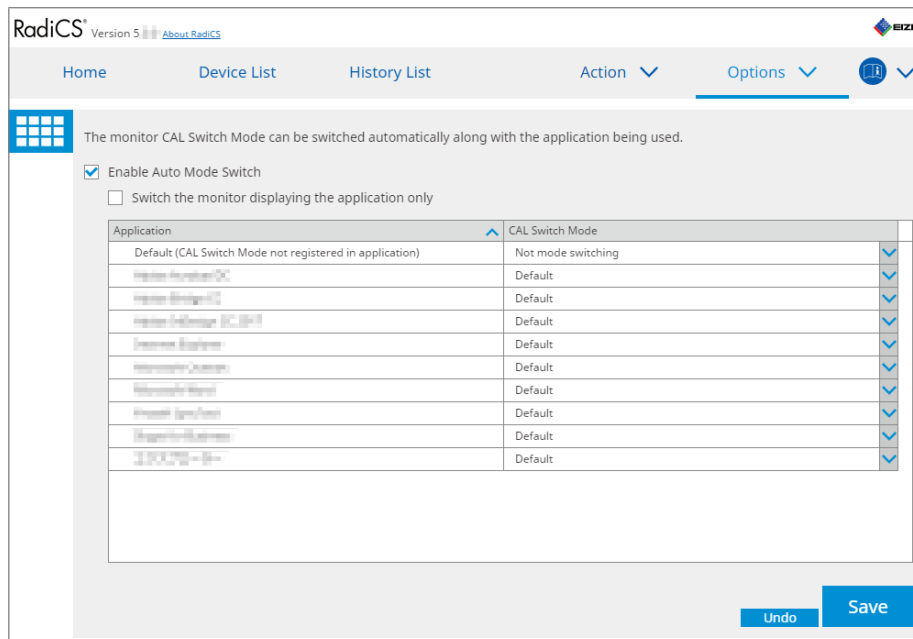 RadiCS® Version 5. About RadiCS
EIZ
Home Device List History List Action Options
The monitor CAL Switch Mode can be switched automatically along with the application being used.
Enable Auto Mode Switch
Switch the monitor displaying the application only
Application CAL Switch Mode
Default (CAL Switch Mode not registered in application) Not mode switching
Default
Default
Default
Default
Default
Default
Default
Default
Default
Undo Save